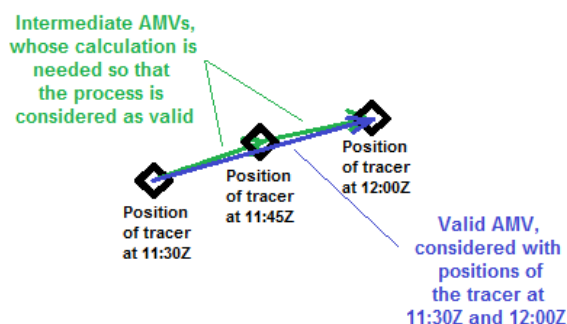 Intermediate AMVs,
whose calculation is
needed so that
the process is
considered as valid
Position
of tracer
at 11:30Z
Position
of tracer
at 11:45Z
Position
of tracer
at 12:00Z
Valid AMV,
considered with
positions of
the tracer at
11:30Z and 12:00Z